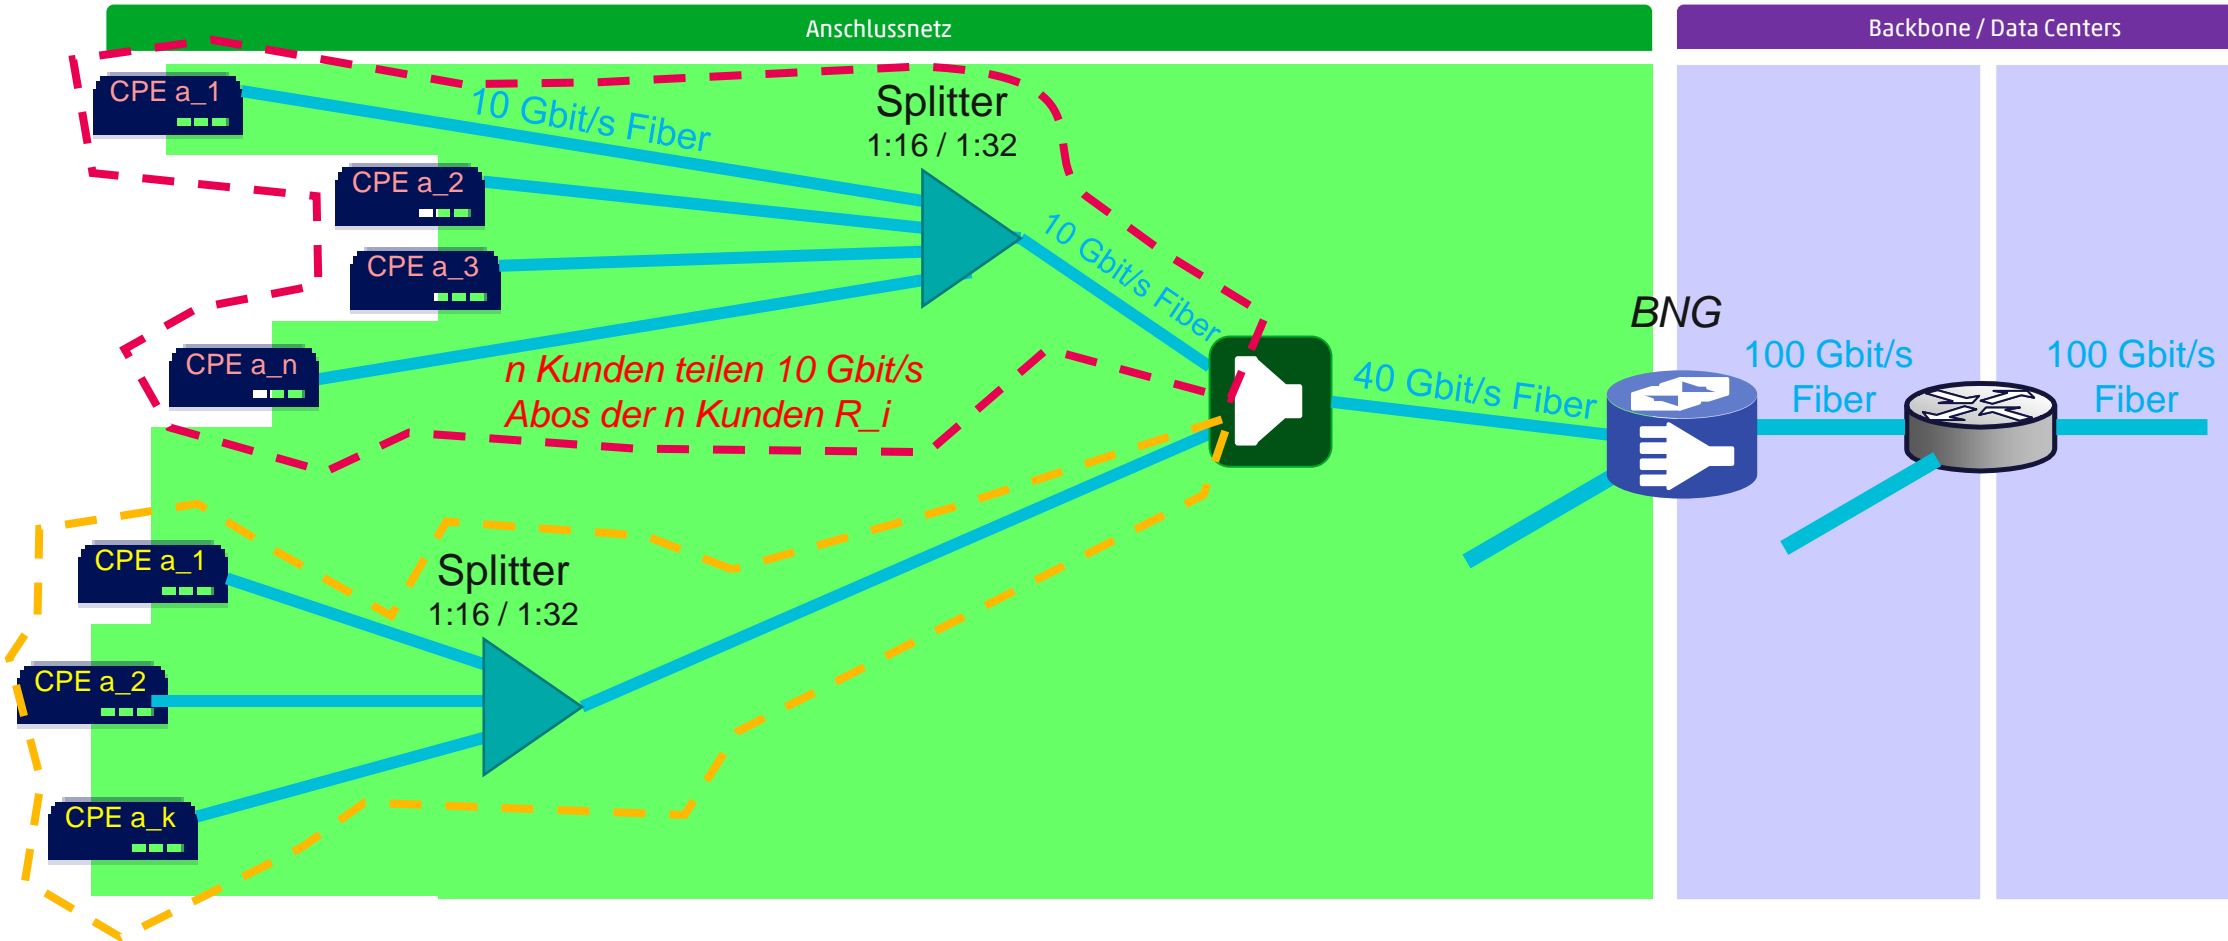 Anschlussnetz
Backbone / Data Centers
CPE a_1
10 Gbit/s Fiber
Splitter
1:16 / 1:32
CPE a_2
CPE a_3
10 Gbit/s Fiber
CPE a_n
n Kunden teilen 10 Gbit/s
Abos der n Kunden R_i
40 Gbit/s Fiber
BNG
100 Gbit/s
Fiber
100 Gbit/s
Fiber
CPE a_1
Splitter
1:16 / 1:32
CPE a_2
CPE a_k